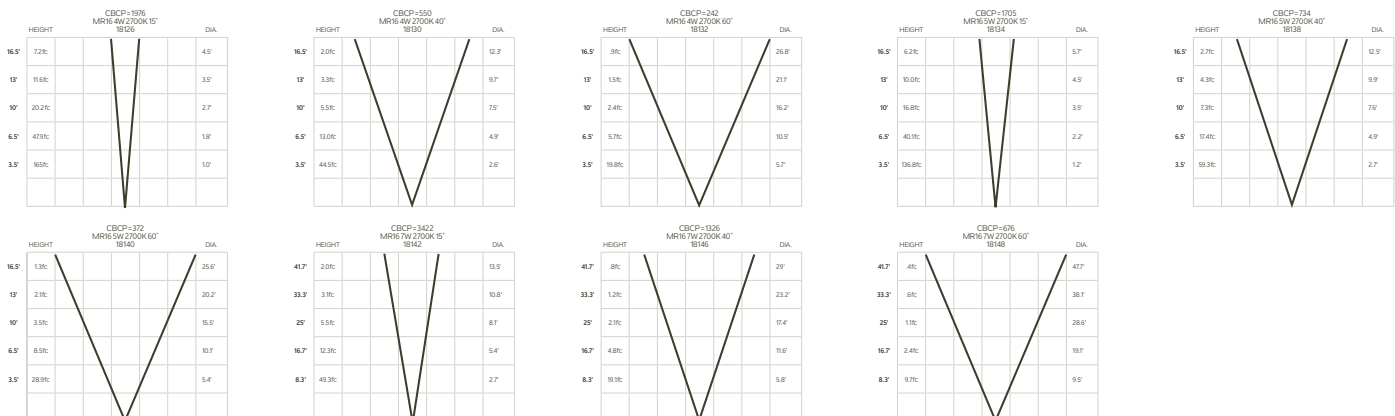 CBCP=1976
MR16 4W 2700K 15°
18126
HEIGHT DIA.
16.5' 7.2fc 4.5'
13' 11.6fc 3.5'
10' 20.2fc 2.7'
6.5' 47.9fc 1.8'
3.5' 165fc 1.0'
CBCP=550
MR16 4W 2700K 40°
18130
HEIGHT DIA.
16.5' 2.0fc 12.3'
13' 3.3fc 9.7'
10' 5.5fc 7.5'
6.5' 13.0fc 4.9'
3.5' 44.5fc 2.6'
CBCP=242
MR16 4W 2700K 60°
18132
HEIGHT DIA.
16.5' .9fc 26.8'
13' 1.5fc 21.1'
10' 2.4fc 16.2'
6.5' 5.7fc 10.5'
3.5' 19.8fc 5.7'
CBCP=1705
MR16 5W 2700K 15°
18134
HEIGHT DIA.
16.5' 6.2fc 5.7'
13' 10.0fc 4.5'
10' 16.8fc 3.5'
6.5' 40.1fc 2.2'
3.5' 136.8fc 1.2'
CBCP=734
MR16 5W 2700K 40°
18138
HEIGHT DIA.
16.5' 2.7fc 12.5'
13' 4.3fc 9.9'
10' 7.3fc 7.6'
6.5' 17.4fc 4.9'
3.5' 59.3fc 2.7'
CBCP=372
MR16 5W 2700K 60°
18140
HEIGHT DIA.
16.5' 1.3fc 25.6'
13' 2.1fc 20.2'
10' 3.5fc 15.5'
6.5' 8.5fc 10.1'
3.5' 28.9fc 5.4'
CBCP=3422
MR16 7W 2700K 15°
18142
HEIGHT DIA.
41.7' 2.0fc 13.5'
33.3' 3.1fc 10.8'
25' 5.5fc 8.1'
16.7' 12.3fc 5.4'
8.3' 49.3fc 2.7'
CBCP=1326
MR16 7W 2700K 40°
18146
HEIGHT DIA.
41.7' .8fc 29'
33.3' 1.2fc 23.2'
25' 2.1fc 17.4'
16.7' 4.8fc 11.6'
8.3' 19.1fc 5.8'
CBCP=676
MR16 7W 2700K 60°
18148
HEIGHT DIA.
41.7' .4fc 47.7'
33.3' .6fc 38.1'
25' 1.1fc 28.6'
16.7' 2.4fc 19.1'
8.3' 9.7fc 9.5'